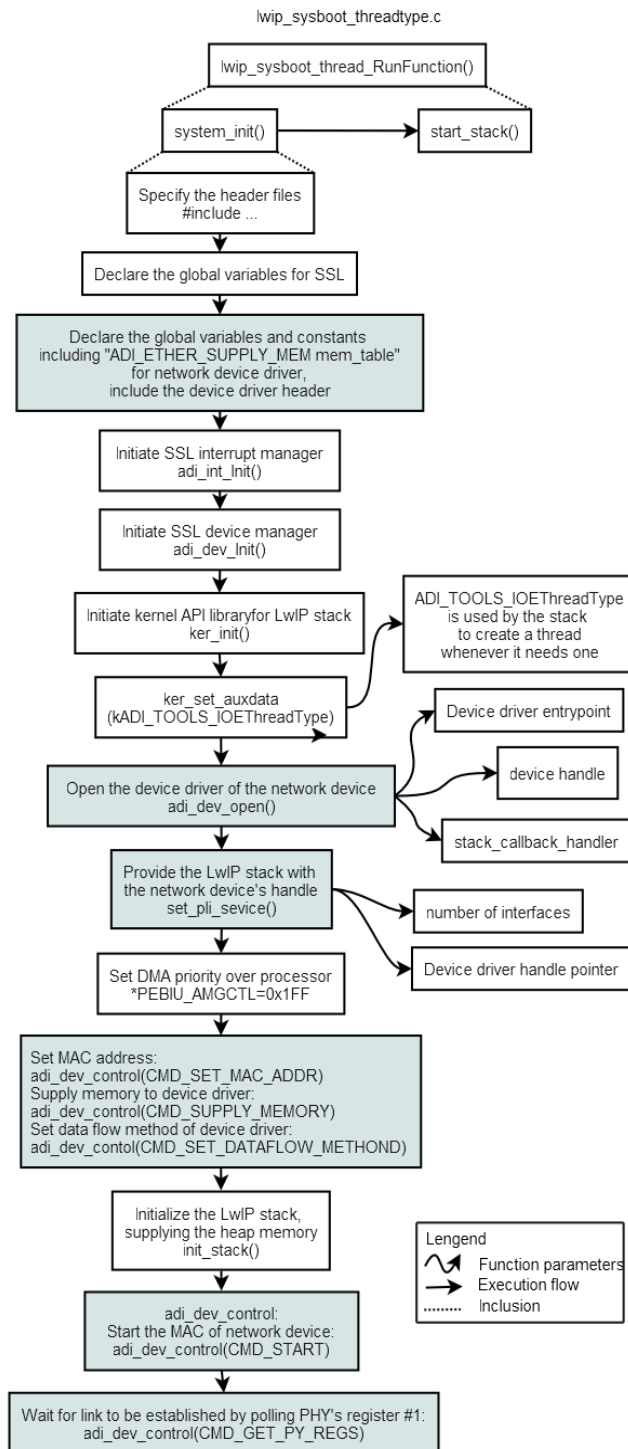 lwip_sysboot_threadtype.c
lwip_sysboot_thread_RunFunction()
system_init()
start_stack()
Specify the header files
#include ...
Declare the global variables for SSL
Declare the global variables and constants
including "ADI_ETHER_SUPPLY_MEM mem_table"
for network device driver,
include the device driver header
Initiate SSL interrupt manager
adi_int_Init()
Initiate SSL device manager
adi_dev_Init()
Initiate kernel API libraryfor LwIP stack
ker_init()
ADI_TOOLS_IOEThreadType
is used by the stack
to create a thread
whenever it needs one
ker_set_auxdata
(kADI_TOOLS_IOEThreadType)
Device driver entrypoint
Open the device driver of the network device
adi_dev_open()
device handle
stack_callback_handler
Provide the LwIP stack with
the network device's handle
set_pli_sevice()
number of interfaces
Device driver handle pointer
Set DMA priority over processor
*PEBIU_AMGCTL=0x1FF
Set MAC address:
adi_dev_control(CMD_SET_MAC_ADDR)
Supply memory to device driver:
adi_dev_control(CMD_SUPPLY_MEMORY)
Set data flow method of device driver:
adi_dev_contol(CMD_SET_DATAFLOW_METHOND)
Initialize the LwIP stack,
supplying the heap memory
init_stack()
Lengend
Function parameters
Execution flow
Inclusion
adi_dev_control:
Start the MAC of network device:
adi_dev_control(CMD_START)
Wait for link to be established by polling PHY's register #1:
adi_dev_control(CMD_GET_PY_REGS)